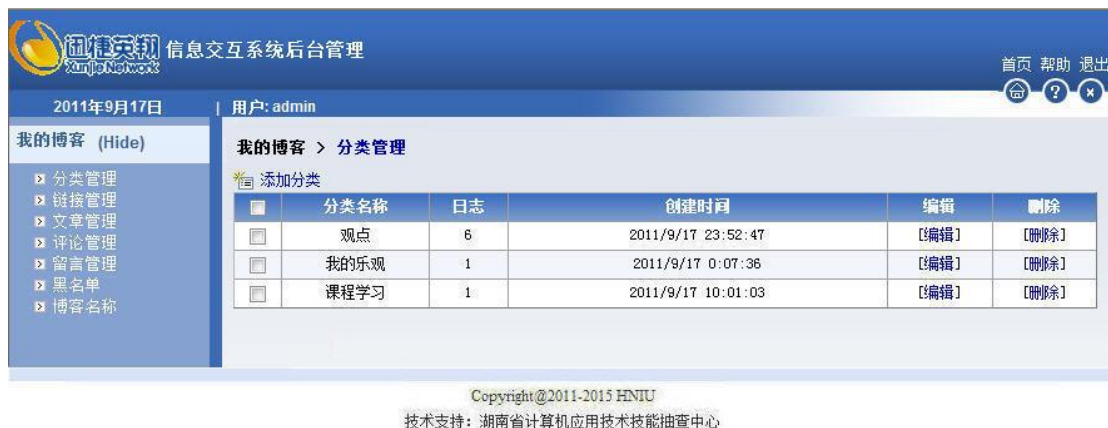 迅捷英翔 信息交互系统后台管理
XunjieNetwork
首页 帮助 退出
2011年9月17日 | 用户: admin
我的博客 (Hide)
分类管理
链接管理
文章管理
评论管理
留言管理
黑名单
博客名称
我的博客 > 分类管理
添加分类
分类名称 日志 创建时间 编辑 删除
观点 6 2011/9/17 23:52:47 [编辑] [删除]
我的乐观 1 2011/9/17 0:07:36 [编辑] [删除]
课程学习 1 2011/9/17 10:01:03 [编辑] [删除]
Copyright@2011-2015 HNIU
技术支持：湖南省计算机应用技术技能抽查中心